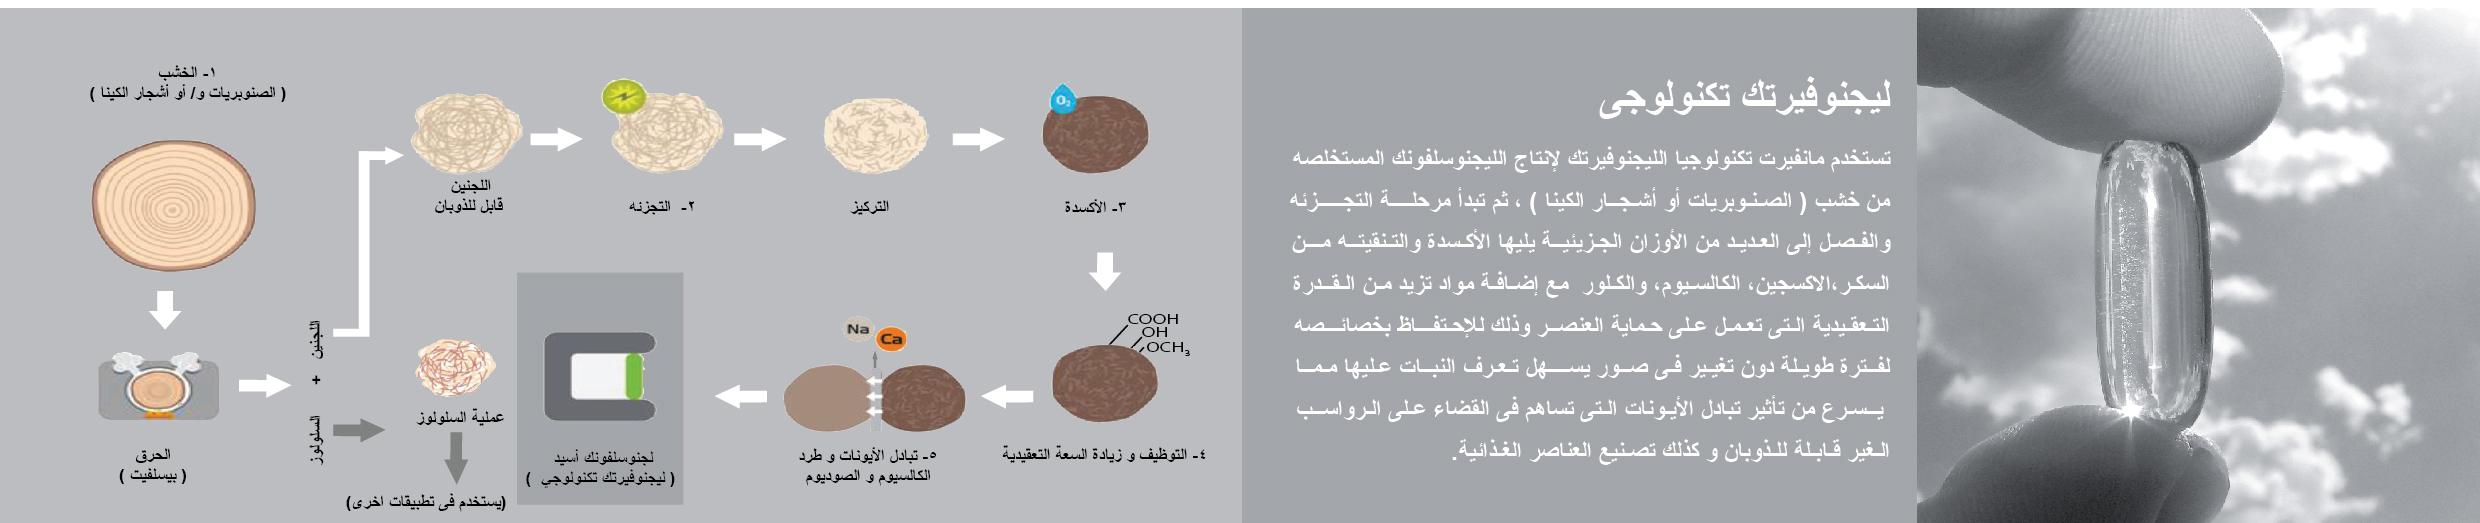 ليجنوفيرتك تكنولوجى
تستخدم مانفيرت تكنولوجيا الليجنوفيرتك لإنتاج الليجنوسلفونك المستخلصه
من خشب ( الصنوبريات أو أشجار الكينا ) ، ثم تبدأ مرحلة التجزئه
والفصل إلى العديد من الأوزان الجزيئية يليها الأكسدة والتنقيته من
السكر،الاكسجين، الكالسيوم، والكلور مع إضافة مواد تزيد من القدرة
التعقيدية التى تعمل على حماية العنصر وذلك للإحتفاظ بخصائصه
لفترة طويلة دون تغيير فى صور يسهل تعرف النبات عليها مما
يسرع من تأثير تبادل الأيونات التى تساهم فى القضاء على الرواسب
الغير قابلة للذوبان و كذلك تصنيع العناصر الغذائية.
١- الخشب
( الصنوبريات و/ أو أشجار الكينا )
الحرق
( بيسلفيت )
اللجنين
+
السلولوز
اللجنين
قابل للذوبان
٢- التجزئه
التركيز
O₂
٣- الأكسدة
COOH
OH
OCH₃
٤- التوظيف و زيادة السعة التعقيدية
Na
Ca
٥- تبادل الأيونات و طرد
الكالسيوم و الصوديوم
لجنوسلفونك أسيد
( ليجنوفيرتك تكنولوجي )
عملية السلولوز
(يستخدم فى تطبيقات اخرى)